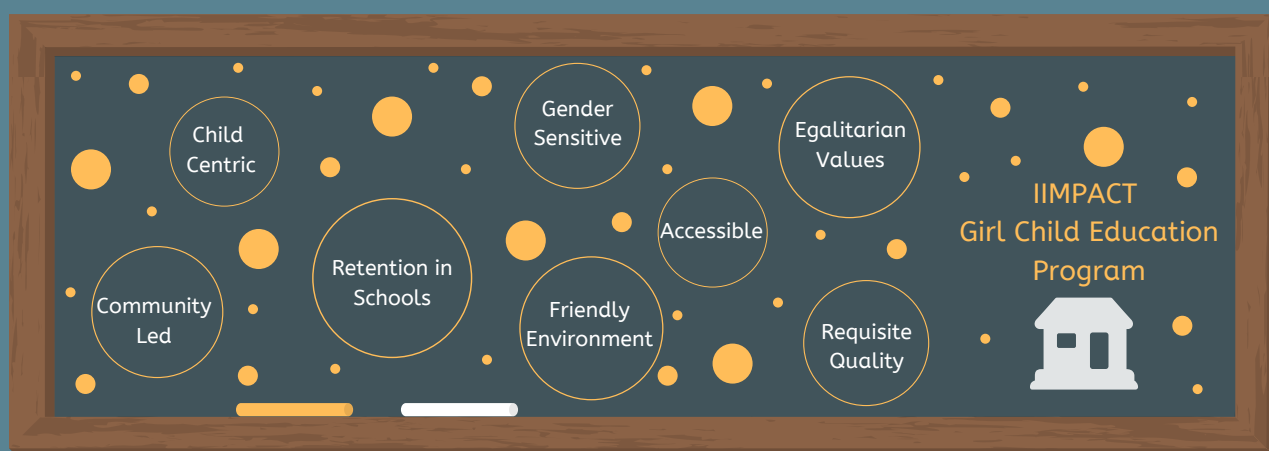 Child
Centric
Gender
Sensitive
Egalitarian
Values
IIMPACT
Girl Child Education
Program
Accessible
Retention in
Schools
Community
Led
Friendly
Environment
Requisite
Quality